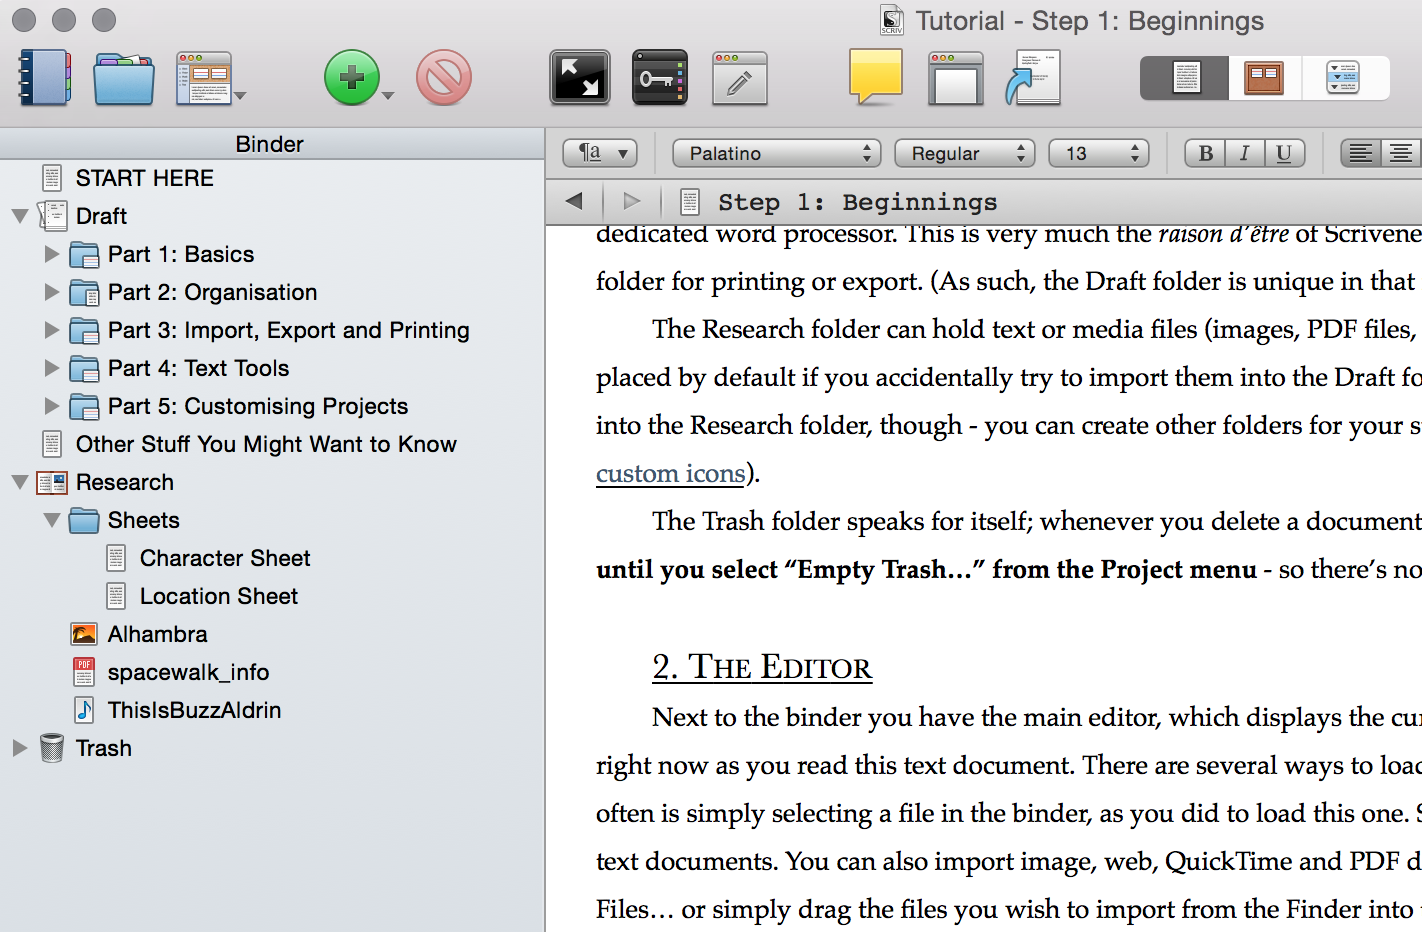 Tutorial - Step 1: Beginnings
Binder
START HERE
Draft
Part 1: Basics
Part 2: Organisation
Part 3: Import, Export and Printing
Part 4: Text Tools
Part 5: Customising Projects
Other Stuff You Might Want to Know
Research
Sheets
Character Sheet
Location Sheet
Alhambra
PDF
spacewalk_info
ThisIsBuzzAldrin
Trash
¶a Palatino Regular 13 B I U
Step 1: Beginnings
dedicated word processor. This is very much the raison d’être of Scrivene
folder for printing or export. (As such, the Draft folder is unique in that
The Research folder can hold text or media files (images, PDF files,
placed by default if you accidentally try to import them into the Draft fo
into the Research folder, though - you can create other folders for your s
custom icons).
The Trash folder speaks for itself; whenever you delete a document
until you select “Empty Trash…” from the Project menu - so there’s no
2. THE EDITOR
Next to the binder you have the main editor, which displays the cur
right now as you read this text document. There are several ways to load
often is simply selecting a file in the binder, as you did to load this one. S
text documents. You can also import image, web, QuickTime and PDF d
Files… or simply drag the files you wish to import from the Finder into